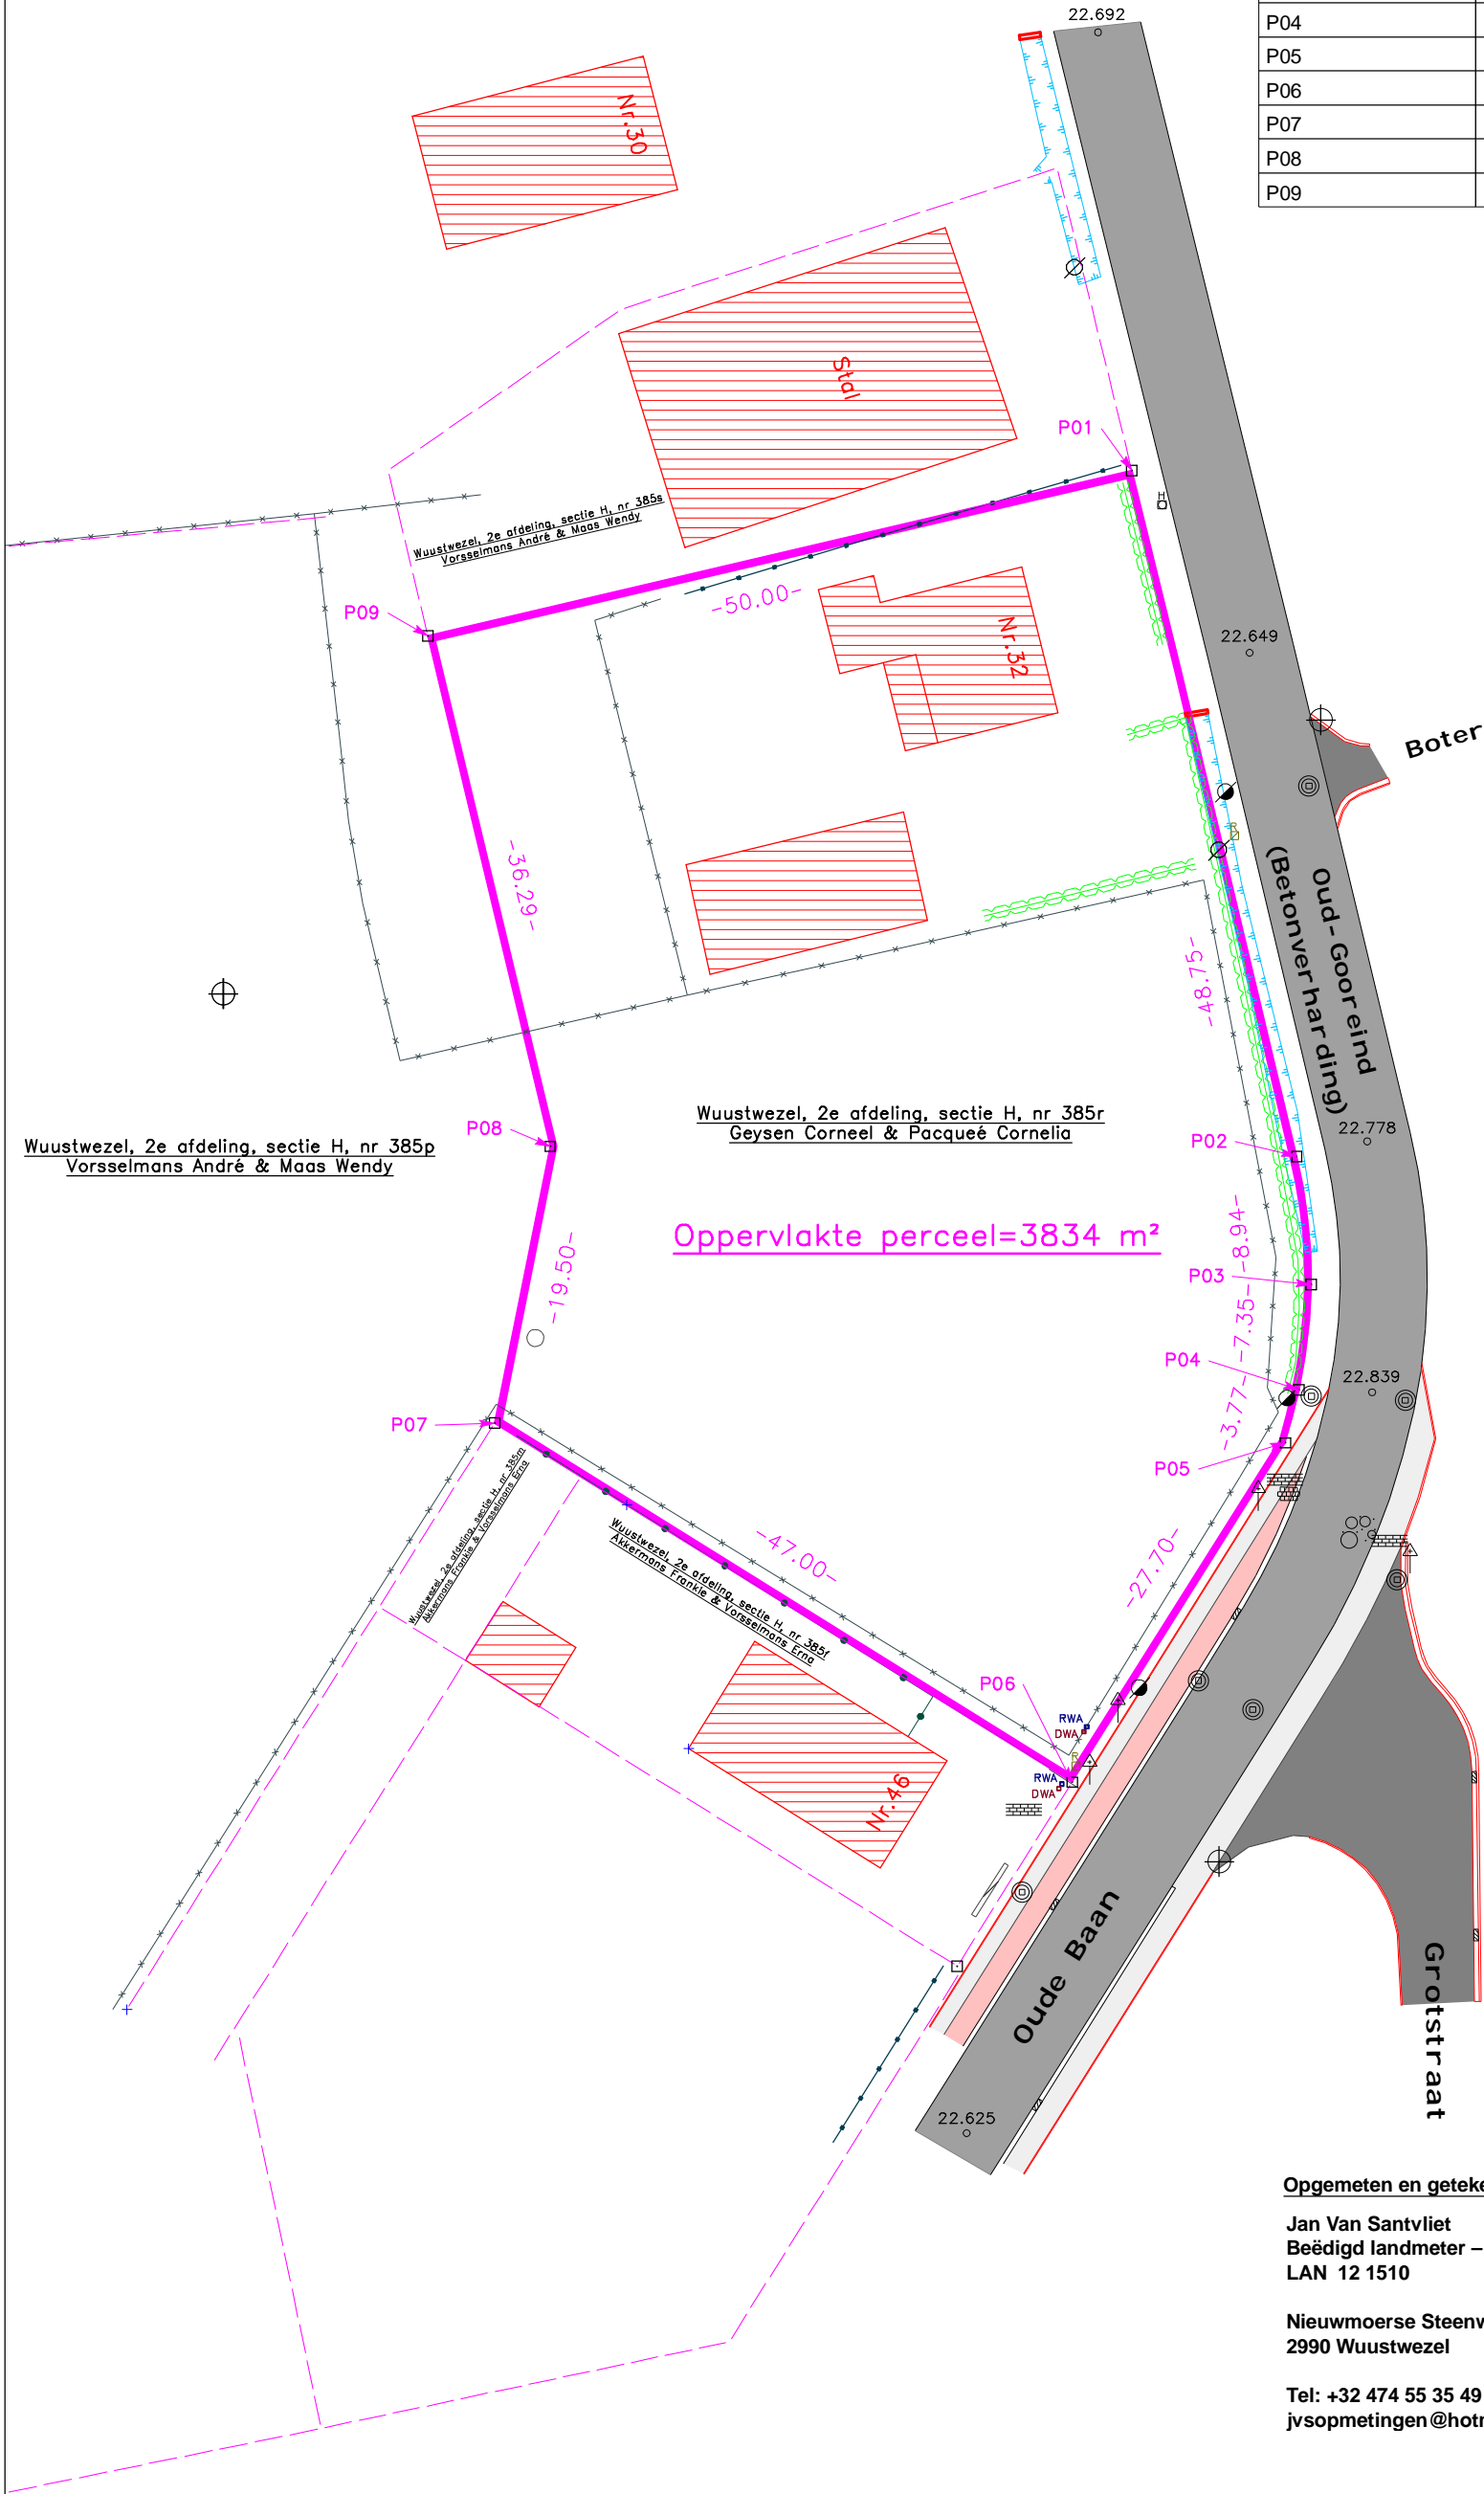 22.692
P04
P05
P06
P07
P08
P09
Nr.30
Stal
P01
H
Wuustwezel, 2e afdeling, sectie H, nr 385s
Vorsselmans André & Maas Wendy
P09
-50.00-
Nr.32
22.649
Boter
-36.29-
R
Oud-Gooreind
(Betonverharding)
-48.75-
Wuustwezel, 2e afdeling, sectie H, nr 385r
Geysen Corneel & Pacqueé Cornelia
P08
P02
22.778
Wuustwezel, 2e afdeling, sectie H, nr 385p
Vorsselmans André & Maas Wendy
Oppervlakte perceel=3834 m²
-8.94-
-19.50-
P03
-7.35-
P04
22.839
-3.77-
P07
P05
Wuustwezel, 2e afdeling, sectie H, nr 385m
Akkermans Frankie & Vorsselmans Erna
Wuustwezel, 2e afdeling, sectie H, nr 385f
Akkermans Frankie & Vorsselmans Erna
-47.00-
-27.70-
P06
RWA
DWA
R
RWA
DWA
Nr.46
Oude Baan
Grotstraat
22.625
Opgemeten en geteke
Jan Van Santvliet
Beëdigd landmeter –
LAN 12 1510
Nieuwmoerse Steenw
2990 Wuustwezel
Tel: +32 474 55 35 49
jvsopmetingen@hotm